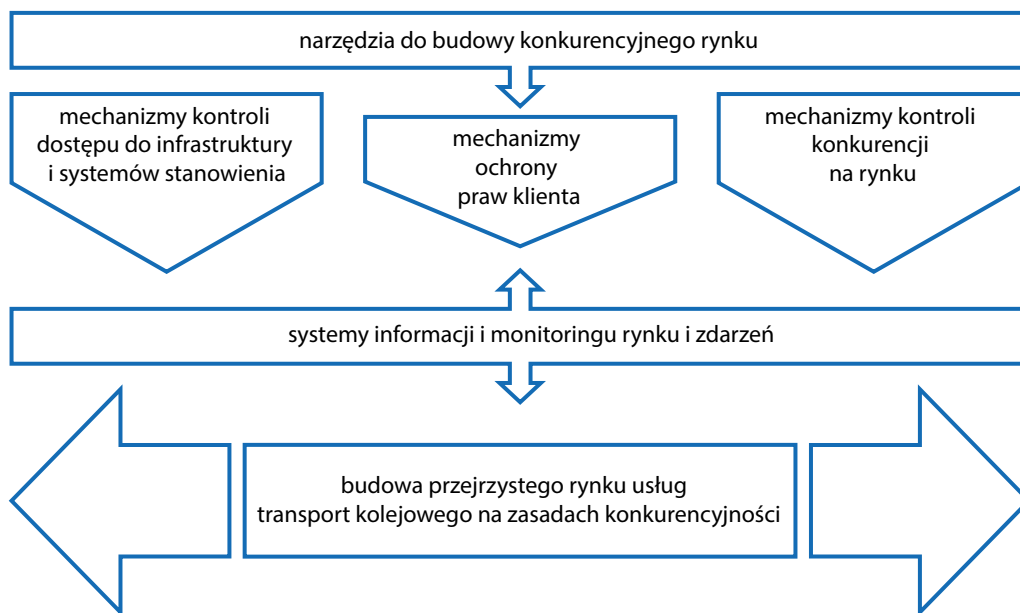 narzędzia do budowy konkurencyjnego rynku
mechanizmy kontroli
dostępu do infrastruktury
i systemów stanowienia
mechanizmy
ochrony
praw klienta
mechanizmy kontroli
konkurencji
na rynku
systemy informacji i monitoringu rynku i zdarzeń
budowa przejrzystego rynku usług
transport kolejowego na zasadach konkurencyjności